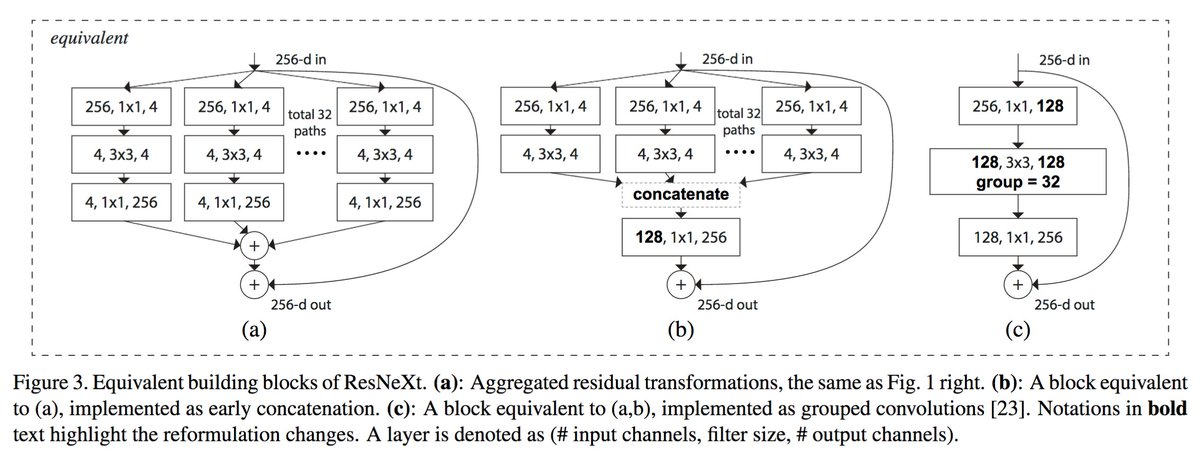 equivalent
256-d in
256, 1x1, 4
256, 1x1, 4
total 32
paths
256, 1x1, 4
4, 3x3, 4
4, 3x3, 4
....
4, 3x3, 4
4, 1x1, 256
4, 1x1, 256
4, 1x1, 256
+
+
256-d out
(a)
256-d in
256, 1x1, 4
256, 1x1, 4
total 32
paths
256, 1x1, 4
4, 3x3, 4
4, 3x3, 4
....
4, 3x3, 4
concatenate
128, 1x1, 256
+
256-d out
(b)
256-d in
256, 1x1, 128
128, 3x3, 128
group = 32
128, 1x1, 256
+
256-d out
(c)
Figure 3. Equivalent building blocks of ResNeXt. (a): Aggregated residual transformations, the same as Fig. 1 right. (b): A block equivalent
to (a), implemented as early concatenation. (c): A block equivalent to (a,b), implemented as grouped convolutions [23]. Notations in bold
text highlight the reformulation changes. A layer is denoted as (# input channels, filter size, # output channels).